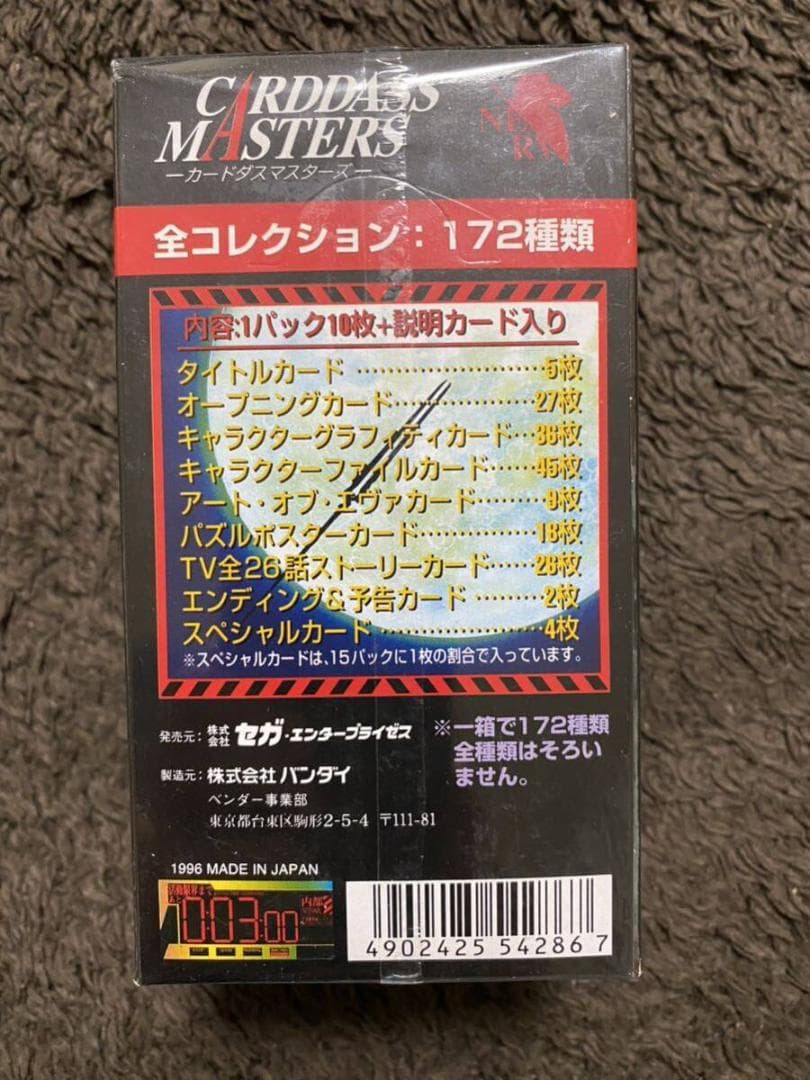 CARDDASS
MASTERS
—カードダスマスターズ—
NERV
全コレクション：172種類
内容:1パック10枚+説明カード入り
タイトルカード…………………5枚
オープニングカード……………27枚
キャラクターグラフィティカード…36枚
キャラクターファイルカード……45枚
アート・オブ・エヴァカード………9枚
パズルポスターカード……………18枚
TV全26話ストーリーカード……26枚
エンディング&予告カード………2枚
スペシャルカード…………………4枚
※スペシャルカードは、15パックに1枚の割合で入っています。
発売元：株式会社 セガ・エンタープライゼス
製造元：株式会社 バンダイ
ベンダー事業部
東京都台東区駒形2-5-4 〒111-81
※一箱で172種類
全種類はそろい
ません。
1996 MADE IN JAPAN
活動限界まで
0:03:00
内部
4902425 542867